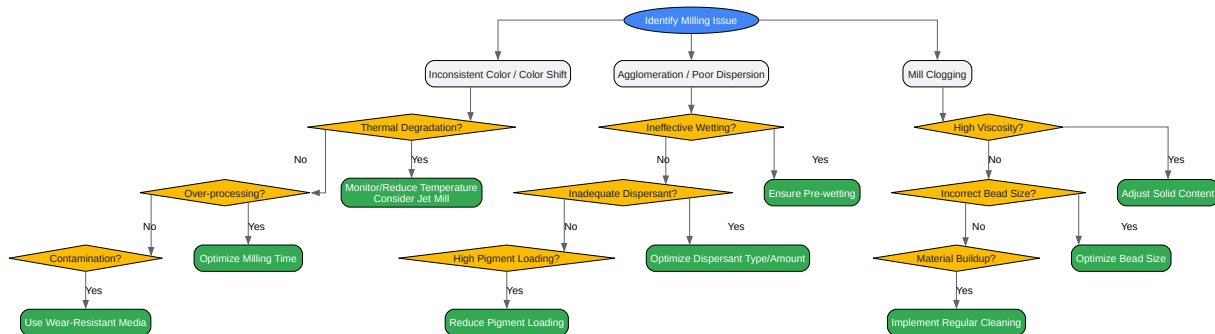 Identify Milling Issue
Inconsistent Color / Color Shift
Agglomeration / Poor Dispersion
Mill Clogging
Thermal Degradation?
Ineffective Wetting?
High Viscosity?
No
Yes
No
Yes
No
Yes
Over-processing?
Monitor/Reduce Temperature
Consider Jet Mill
Inadequate Dispersant?
Ensure Pre-wetting
Incorrect Bead Size?
Adjust Solid Content
No
Yes
No
Yes
No
Yes
Contamination?
Optimize Milling Time
High Pigment Loading?
Optimize Dispersant Type/Amount
Material Buildup?
Optimize Bead Size
Yes
Yes
Yes
Use Wear-Resistant Media
Reduce Pigment Loading
Implement Regular Cleaning